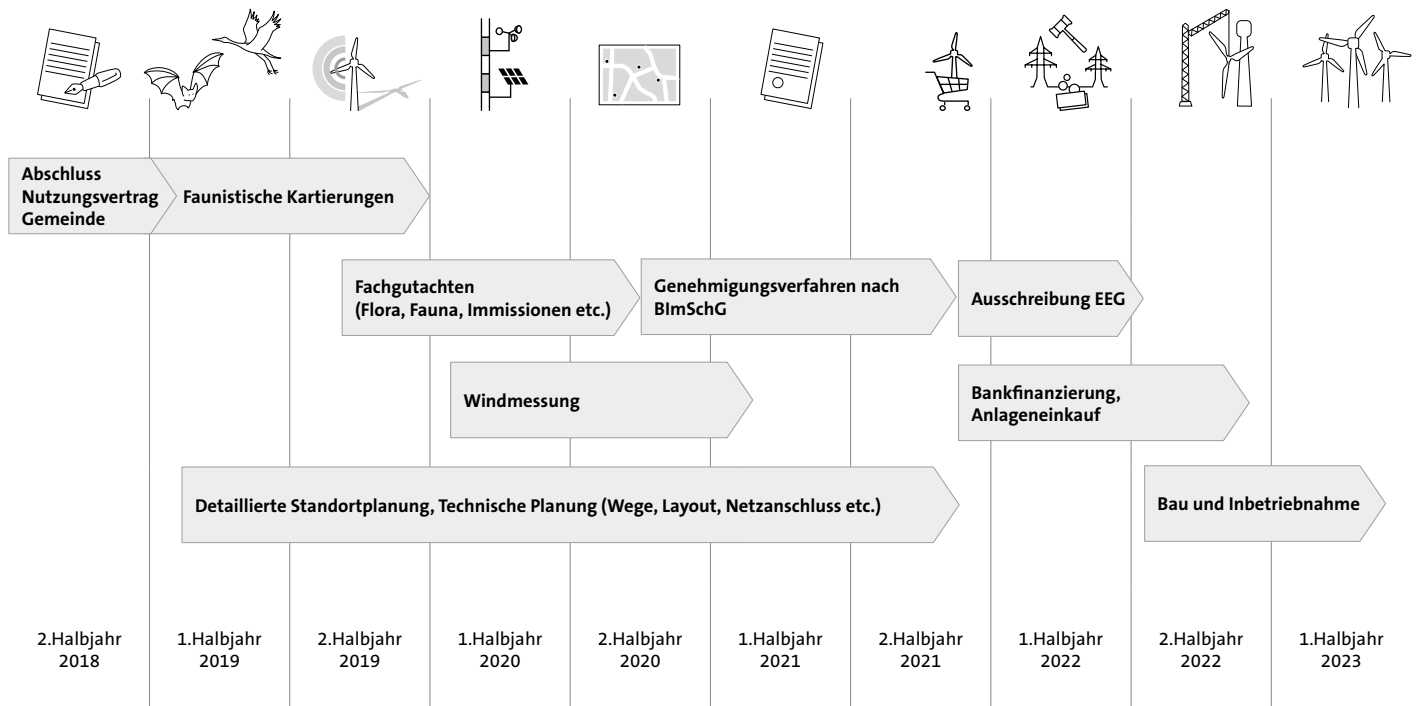 Abschluss
Nutzungsvertrag
Gemeinde
Faunistische Kartierungen
Fachgutachten
(Flora, Fauna, Immissionen etc.)
Genehmigungsverfahren nach
BImSchG
Ausschreibung EEG
Windmessung
Bankfinanzierung,
Anlageneinkauf
Detaillierte Standortplanung, Technische Planung (Wege, Layout, Netzanschluss etc.)
Bau und Inbetriebnahme
2.Halbjahr
2018
1.Halbjahr
2019
2.Halbjahr
2019
1.Halbjahr
2020
2.Halbjahr
2020
1.Halbjahr
2021
2.Halbjahr
2021
1.Halbjahr
2022
2.Halbjahr
2022
1.Halbjahr
2023